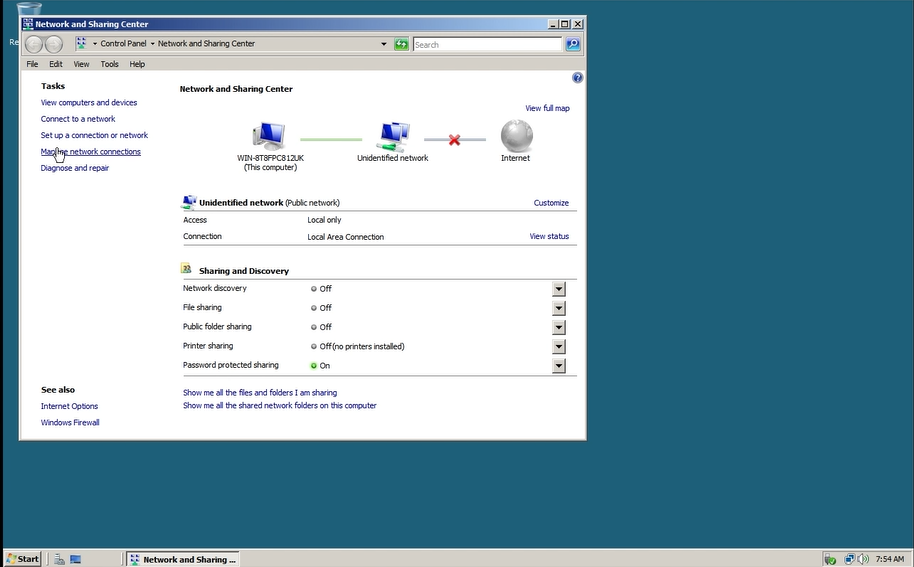 Re
Network and Sharing Center
Control Panel Network and Sharing Center
Search
File Edit View Tools Help
Tasks
View computers and devices
Connect to a network
Set up a connection or network
Manage network connections
Diagnose and repair
Network and Sharing Center
View full map
WIN-8T8FPC812UK
(This computer)
Unidentified network
Internet
Unidentified network (Public network)
Customize
Access Local only
Connection Local Area Connection View status
Sharing and Discovery
Network discovery Off
File sharing Off
Public folder sharing Off
Printer sharing Off(no printers installed)
Password protected sharing On
Show me all the files and folders I am sharing
Show me all the shared network folders on this computer
See also
Internet Options
Windows Firewall
Start Network and Sharing ... 7:54 AM